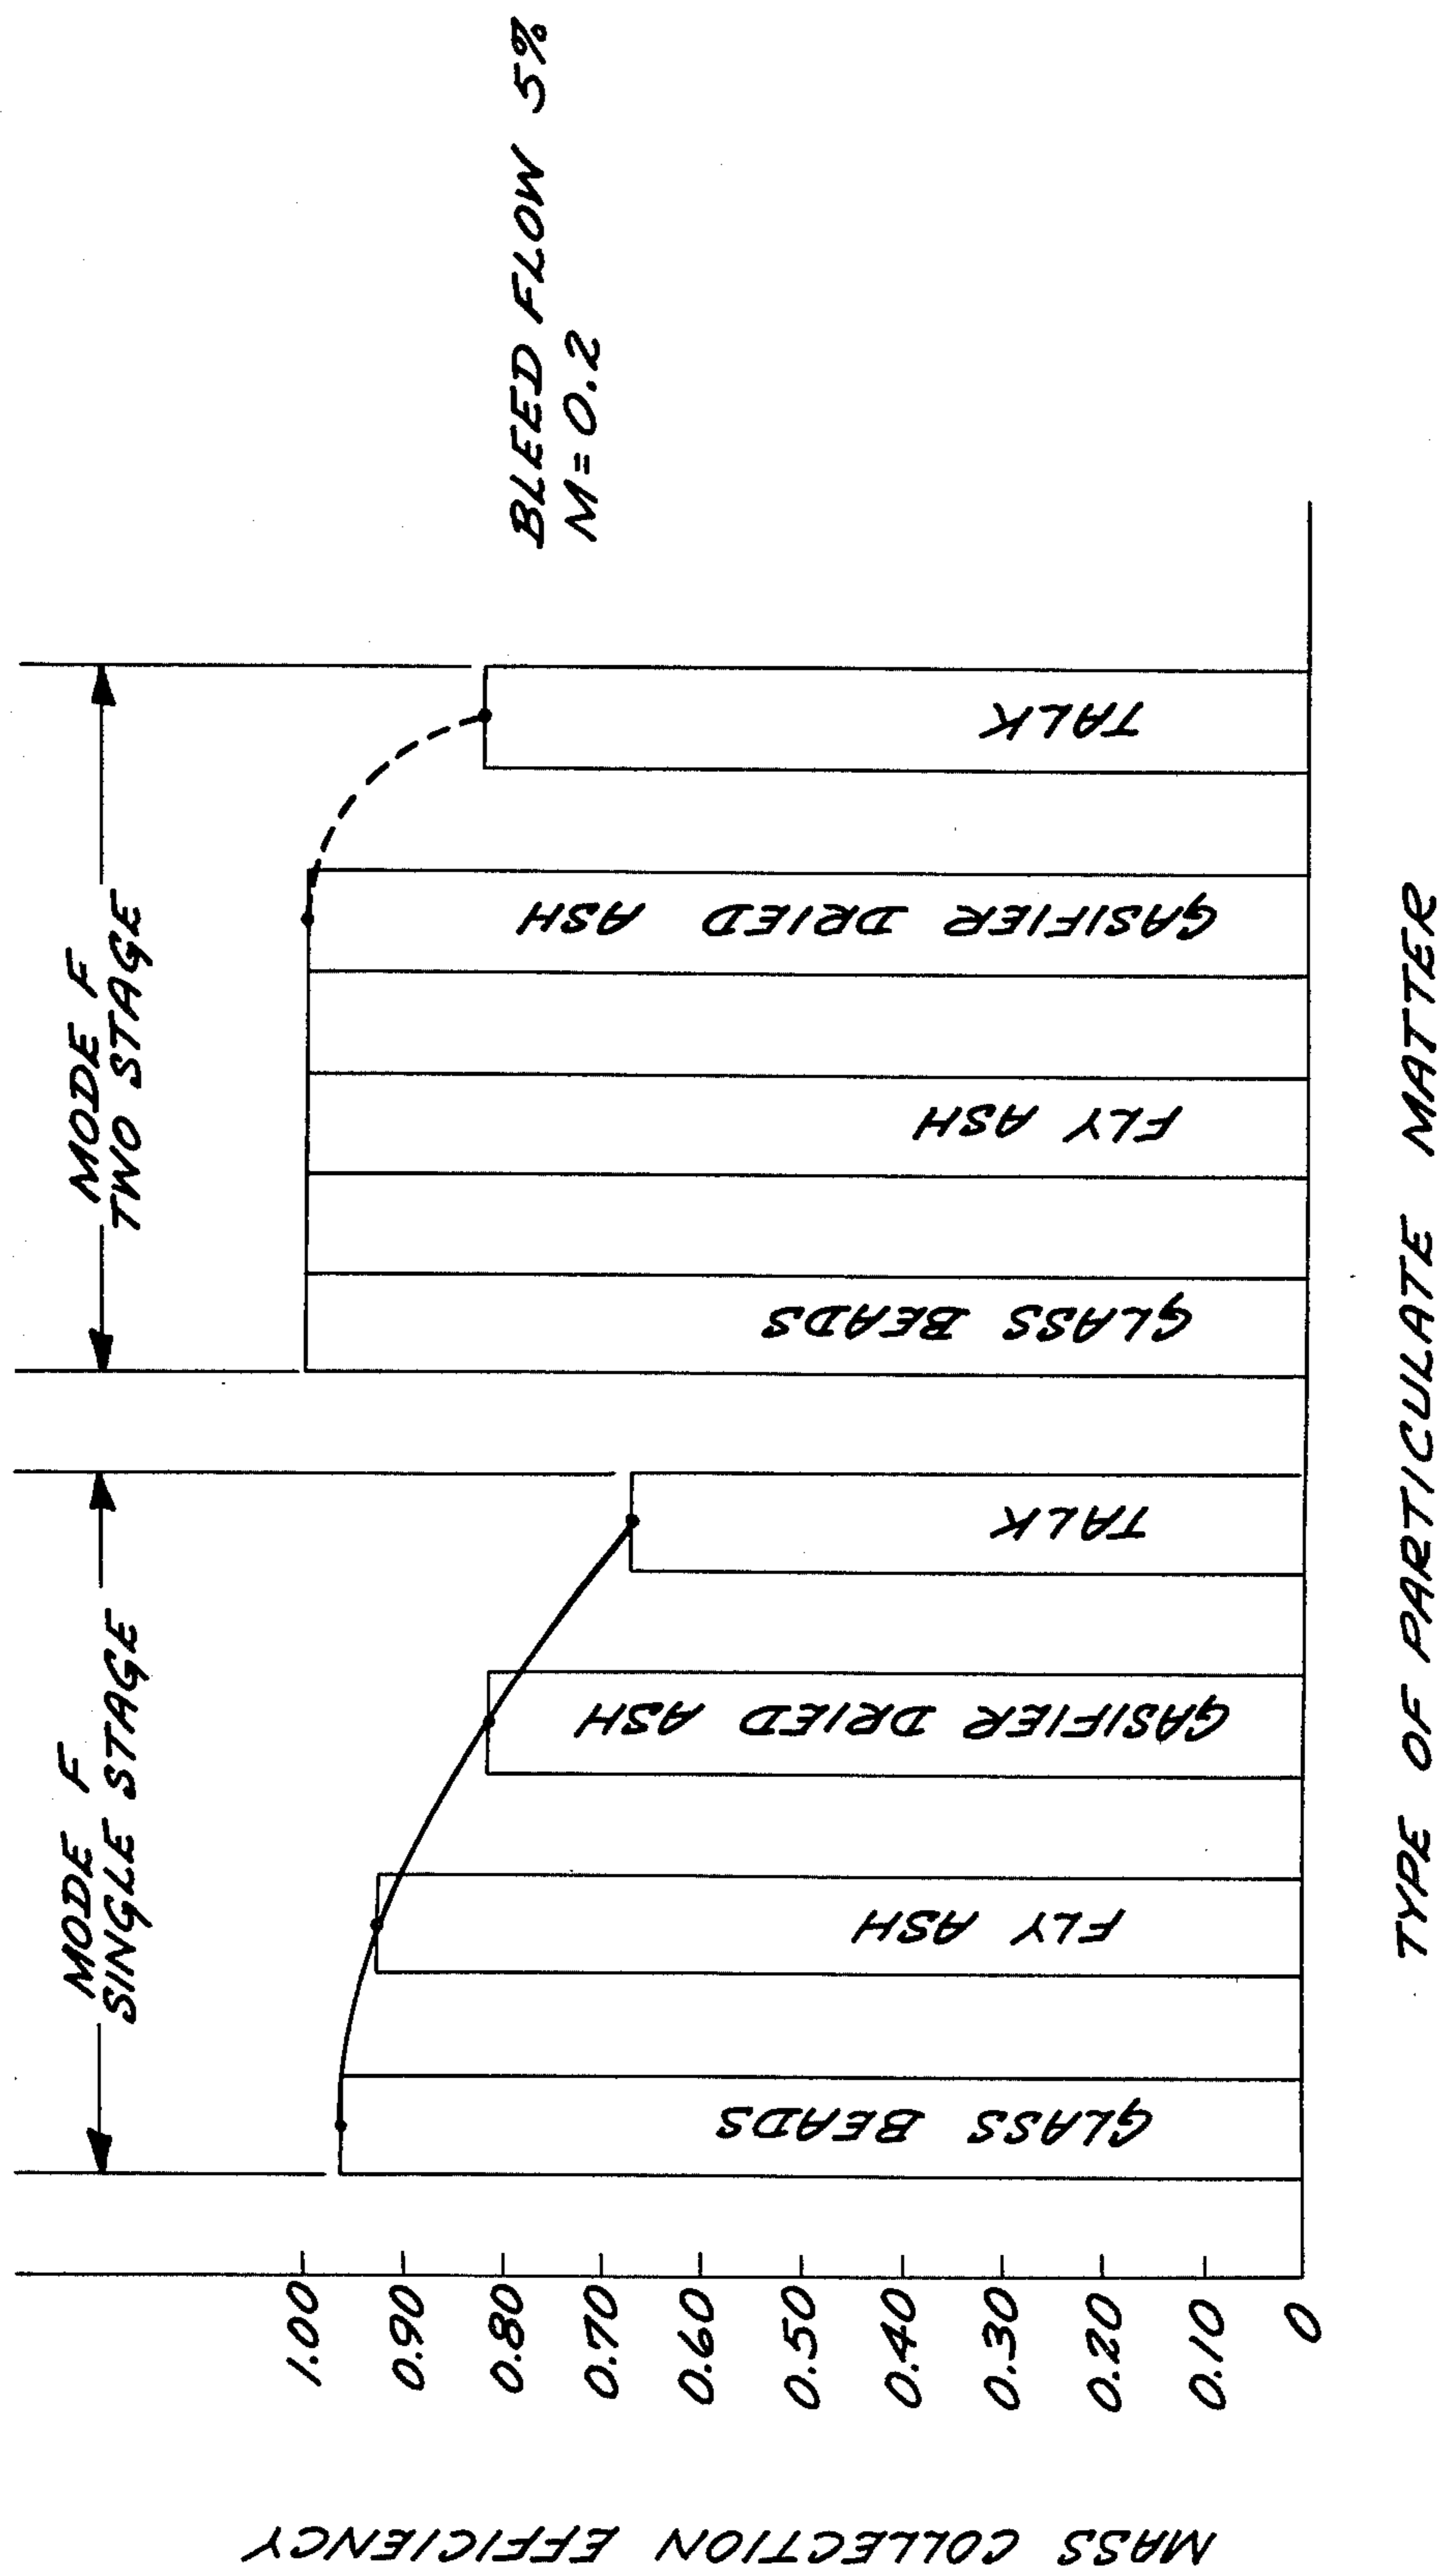 MODE F
SINGLE STAGE
MODE F
TWO STAGE
BLEED FLOW 5%
M=0.2
MASS COLLECTION EFFICIENCY
1.00
0.90
0.80
0.70
0.60
0.50
0.40
0.30
0.20
0.10
0
GLASS BEADS
FLY ASH
GASIFIER DRIED ASH
TALK
GLASS BEADS
FLY ASH
GASIFIER DRIED ASH
TALK
TYPE OF PARTICULATE MATTER